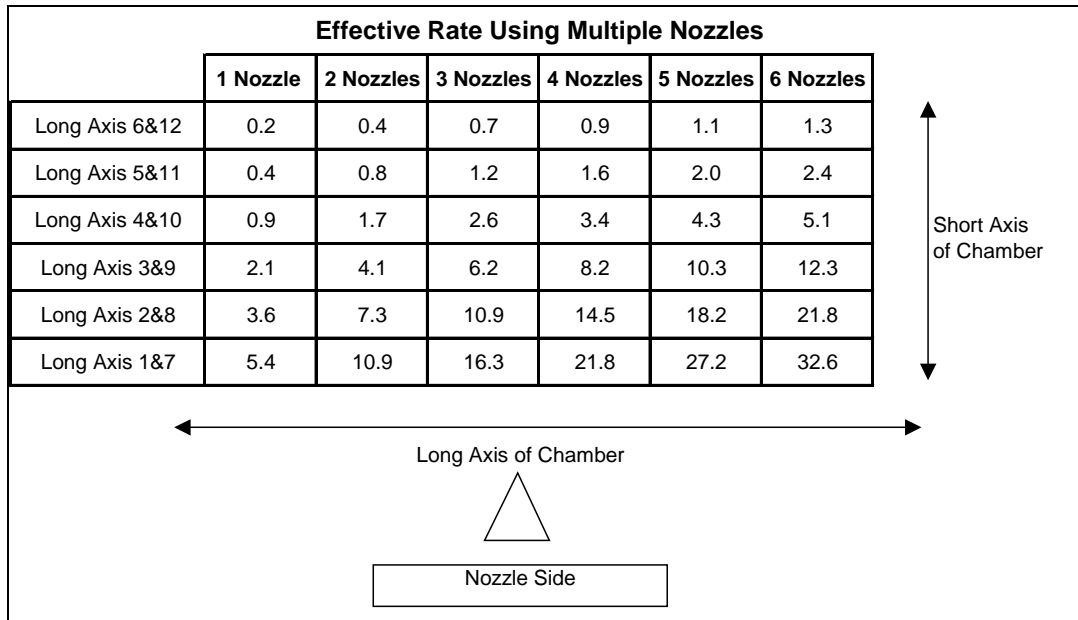 Effective Rate Using Multiple Nozzles
1 Nozzle 2 Nozzles 3 Nozzles 4 Nozzles 5 Nozzles 6 Nozzles
Long Axis 6&12 0.2 0.4 0.7 0.9 1.1 1.3
Long Axis 5&11 0.4 0.8 1.2 1.6 2.0 2.4
Long Axis 4&10 0.9 1.7 2.6 3.4 4.3 5.1
Long Axis 3&9 2.1 4.1 6.2 8.2 10.3 12.3
Long Axis 2&8 3.6 7.3 10.9 14.5 18.2 21.8
Long Axis 1&7 5.4 10.9 16.3 21.8 27.2 32.6
Short Axis
of Chamber
Long Axis of Chamber
Nozzle Side